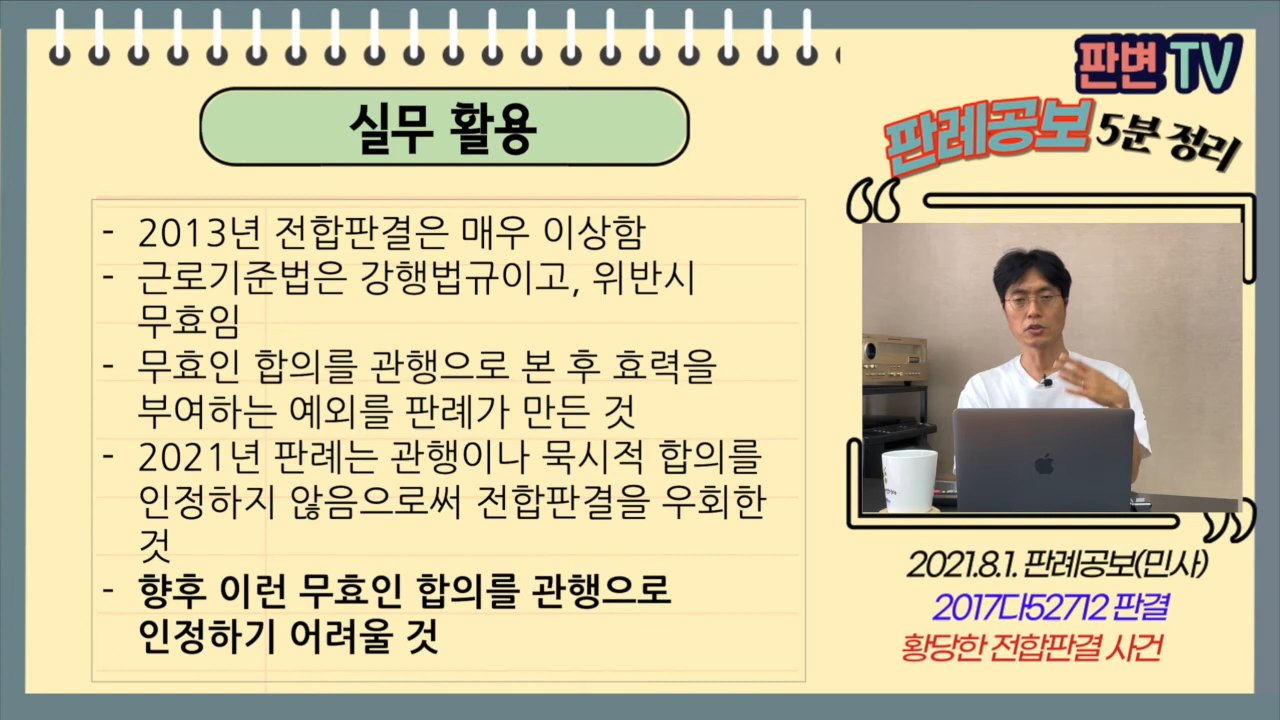 판변 TV
판례공보 5분 정리
실무 활용
- 2013년 전합판결은 매우 이상함
- 근로기준법은 강행법규이고, 위반시
무효임
- 무효인 합의를 관행으로 본 후 효력을
부여하는 예외를 판례가 만든 것
- 2021년 판례는 관행이나 묵시적 합의를
인정하지 않음으로써 전합판결을 우회한
것
- 향후 이런 무효인 합의를 관행으로
인정하기 어려울 것
2021.8.1. 판례공보(민사)
2017다52712 판결
황당한 전합판결 사건